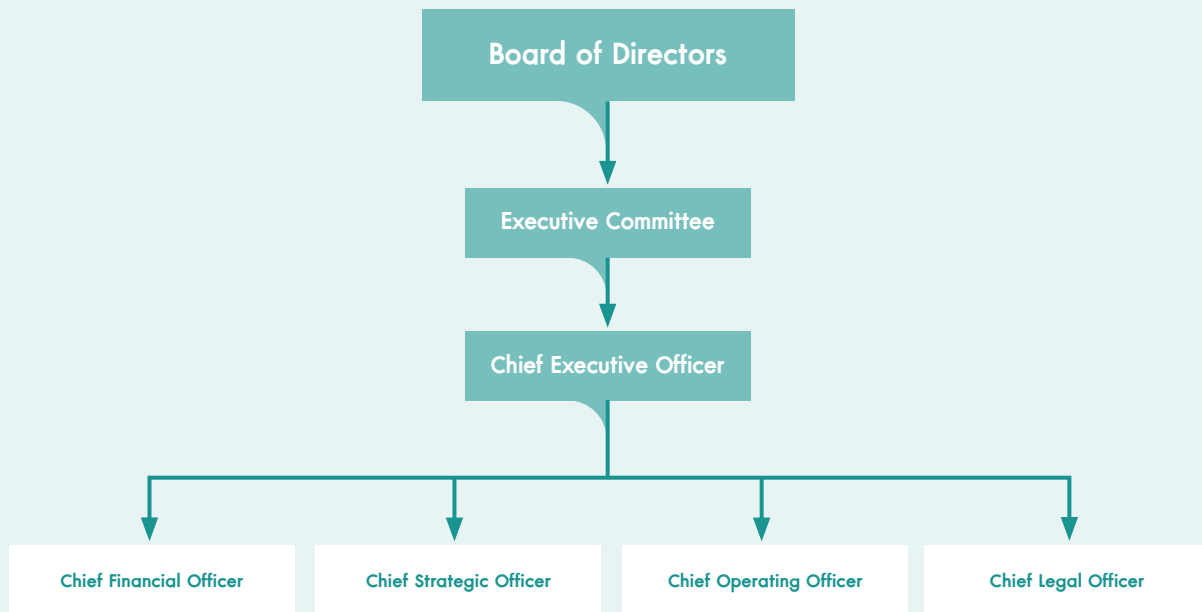 Board of Directors
Executive Committee
Chief Executive Officer
Chief Financial Officer
Chief Strategic Officer
Chief Operating Officer
Chief Legal Officer